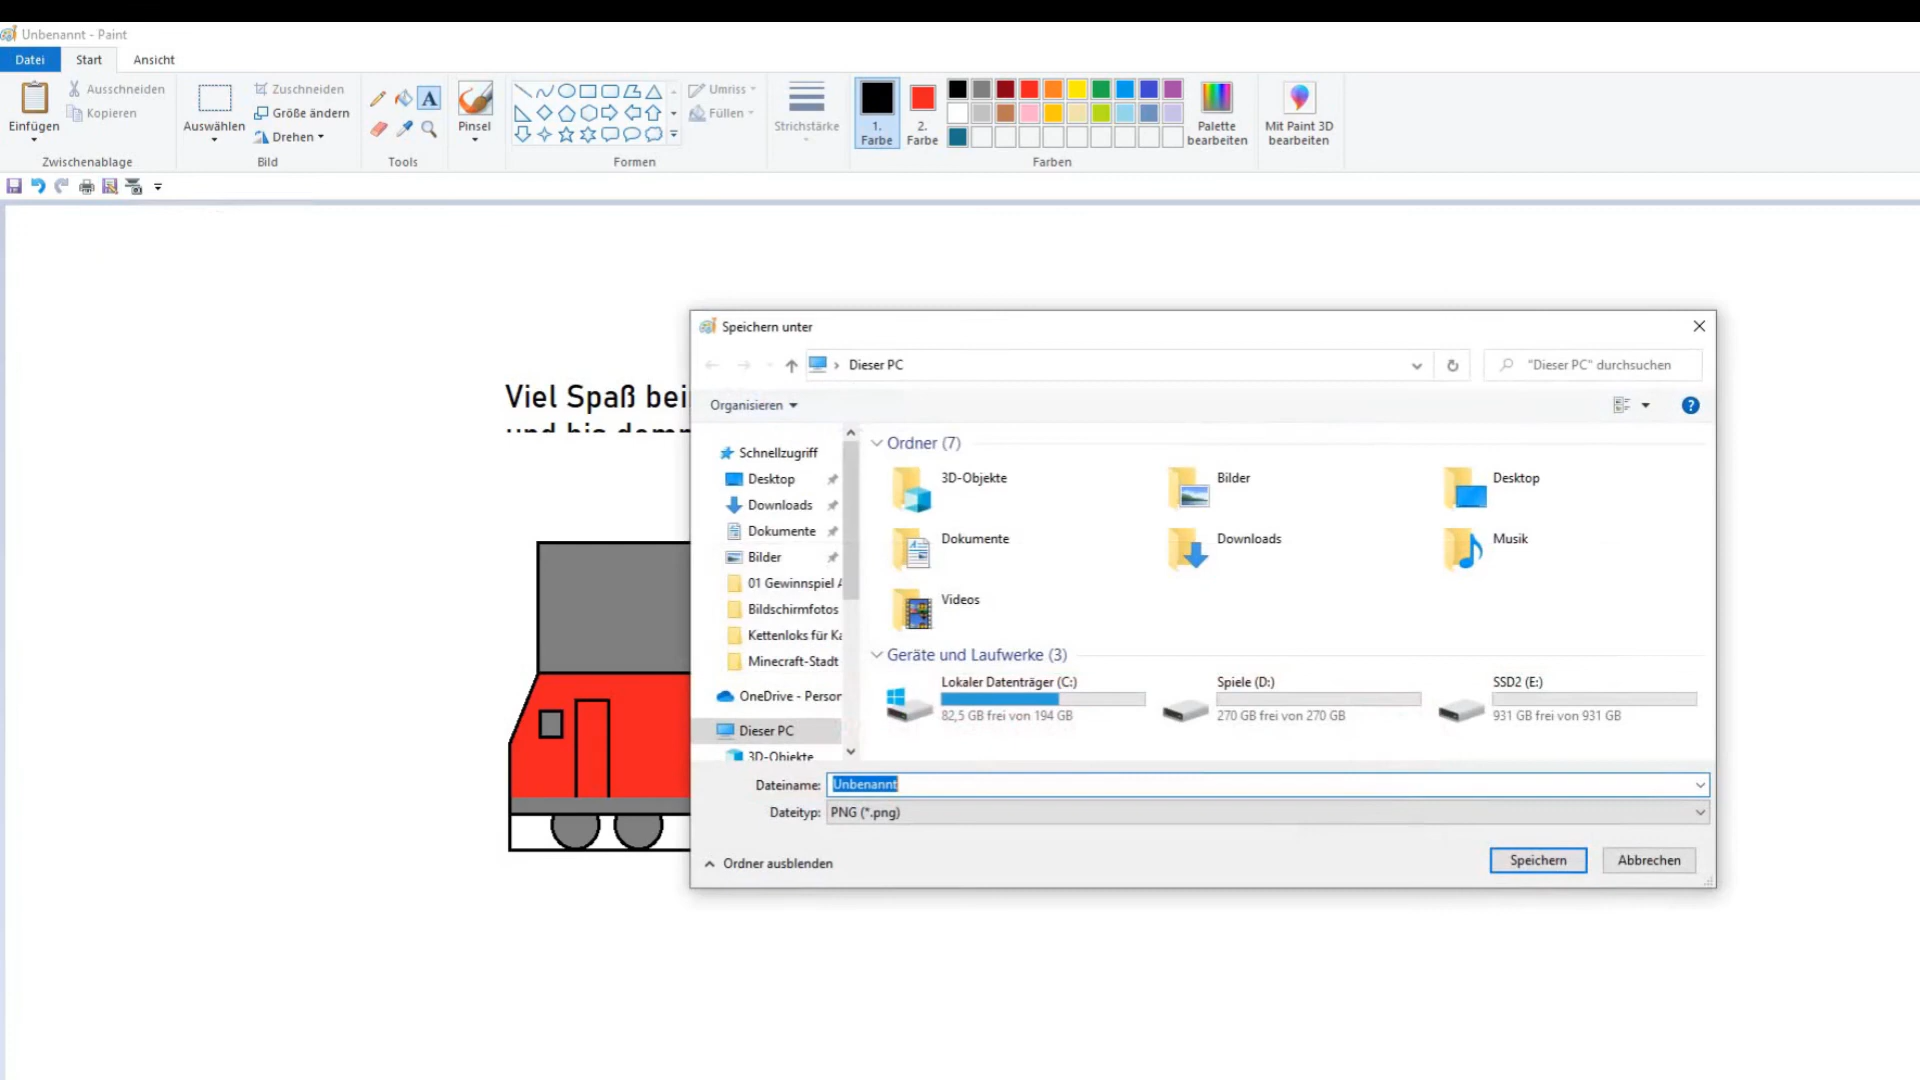 Unbenannt - Paint
Datei Start Ansicht
Einfügen
Ausschneiden
Kopieren
Zwischenablage
Auswählen
Zuschneiden
Größe ändern
Drehen
Bild
A
Tools
Pinsel
Formen
Umriss
Füllen
Strichstärke
1.
Farbe
2.
Farbe
Farben
Palette
bearbeiten
Mit Paint 3D
bearbeiten
Viel Spaß bei
Speichern unter
Dieser PC
"Dieser PC" durchsuchen
Organisieren
?
Schnellzugriff
Desktop
Downloads
Dokumente
Bilder
01 Gewinnspiel
Bildschirmfotos
Kettenloks für
Minecraft-Stadt
OneDrive - Person
Dieser PC
3D-Objekte
Ordner (7)
3D-Objekte
Bilder
Desktop
Dokumente
Downloads
Musik
Videos
Geräte und Laufwerke (3)
Lokaler Datenträger (C:)
82,5 GB frei von 194 GB
Spiele (D:)
270 GB frei von 270 GB
SSD2 (E:)
931 GB frei von 931 GB
Dateiname: Unbenannt
Dateityp: PNG (*.png)
Ordner ausblenden
Speichern
Abbrechen